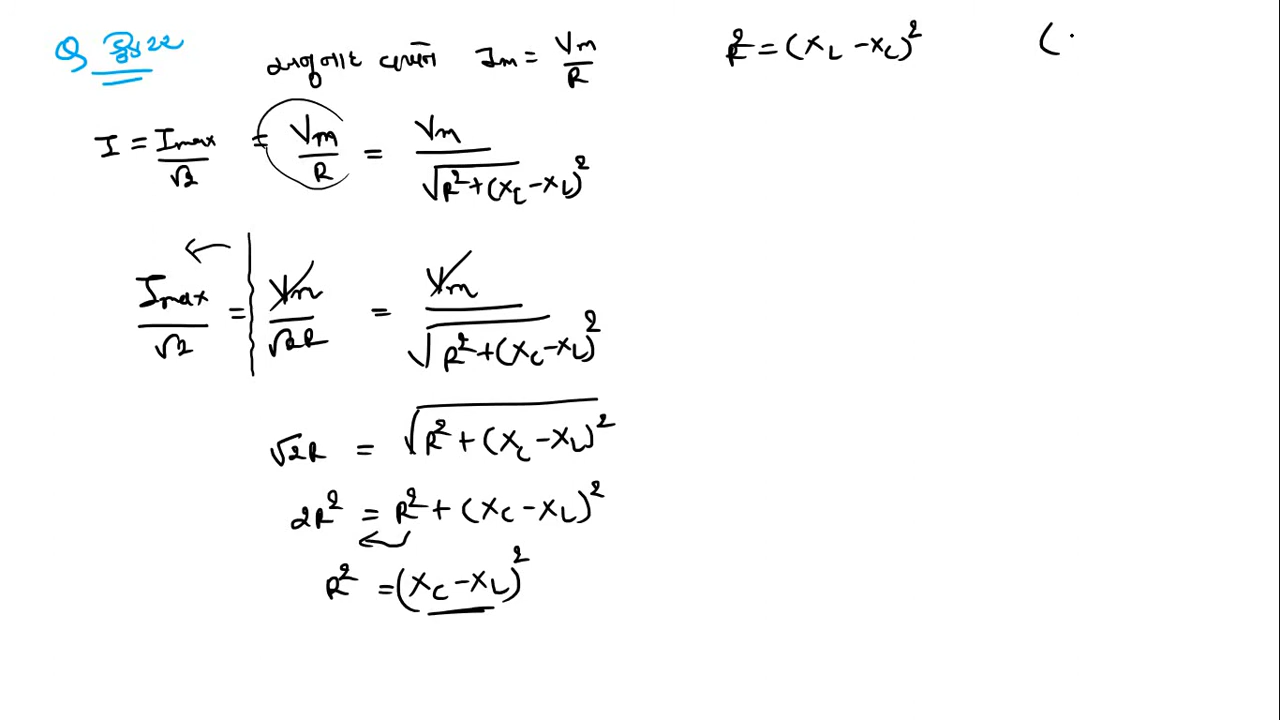 Q ફેક્ટર
અનુનાદ વખતે Im = Vm/R
I = Imax/√2 = Vm/R = Vm/√(R²+(XC-XL)²)
Imax/√2 = Vm/√2R = Vm/√(R²+(XC-XL)²)
√2R = √(R²+(XC-XL)²)
2R² = R²+(XC-XL)²
R² = (XC-XL)²
R² = (XL-XC)²
(